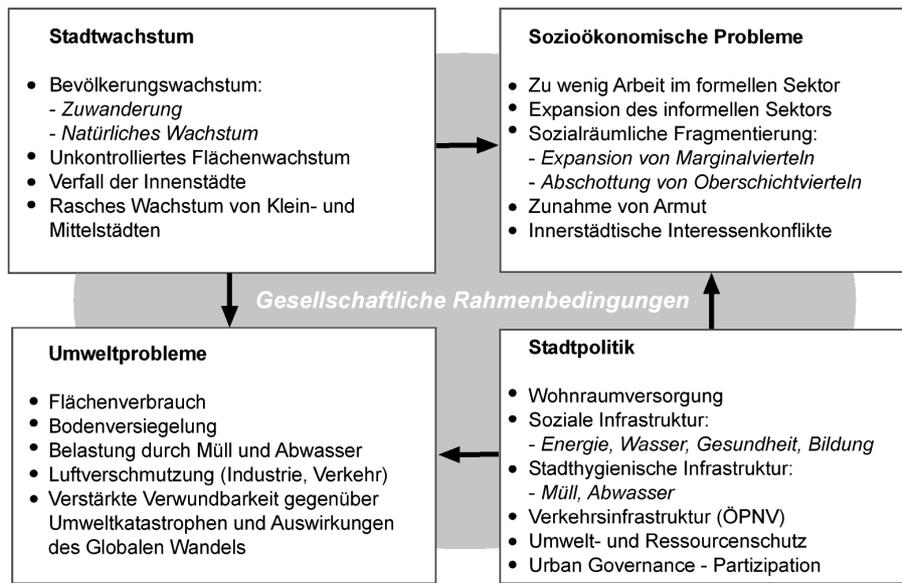 Stadtwachstum
• Bevölkerungswachstum:
- Zuwanderung
- Natürliches Wachstum
• Unkontrolliertes Flächenwachstum
• Verfall der Innenstädte
• Rasches Wachstum von Klein- und
Mittelstädten
Sozioökonomische Probleme
• Zu wenig Arbeit im formellen Sektor
• Expansion des informellen Sektors
• Sozialräumliche Fragmentierung:
- Expansion von Marginalvierteln
- Abschottung von Oberschichtvierteln
• Zunahme von Armut
• Innerstädtische Interessenkonflikte
Gesellschaftliche Rahmenbedingungen
Umweltprobleme
• Flächenverbrauch
• Bodenversiegelung
• Belastung durch Müll und Abwasser
• Luftverschmutzung (Industrie, Verkehr)
• Verstärkte Verwundbarkeit gegenüber
Umweltkatastrophen und Auswirkungen
des Globalen Wandels
Stadtpolitik
• Wohnraumversorgung
• Soziale Infrastruktur:
- Energie, Wasser, Gesundheit, Bildung
• Stadthygienische Infrastruktur:
- Müll, Abwasser
• Verkehrsinfrastruktur (ÖPNV)
• Umwelt- und Ressourcenschutz
• Urban Governance - Partizipation